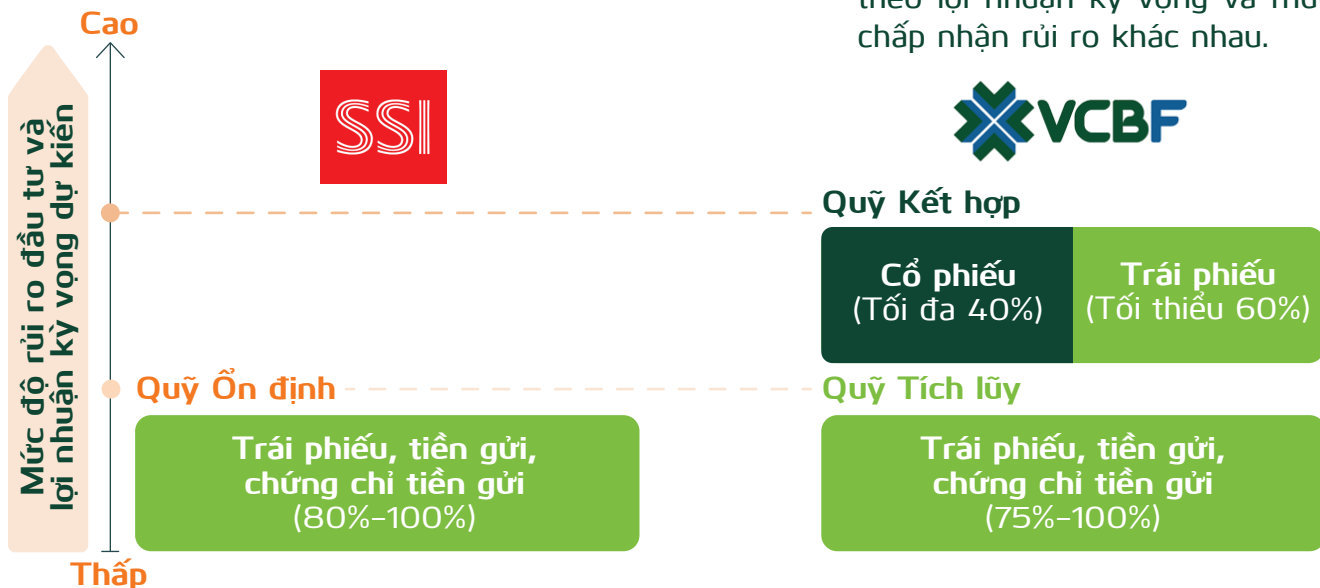 chấp nhận rủi ro khác nhau.
Cao
Mức độ rủi ro đầu tư và
lợi nhuận kỳ vọng dự kiến
SSI
VCBF
Quỹ Kết hợp
Cổ phiếu
(Tối đa 40%)
Trái phiếu
(Tối thiểu 60%)
Quỹ Ổn định
Trái phiếu, tiền gửi,
chứng chỉ tiền gửi
(80%-100%)
Quỹ Tích lũy
Trái phiếu, tiền gửi,
chứng chỉ tiền gửi
(75%-100%)
Thấp